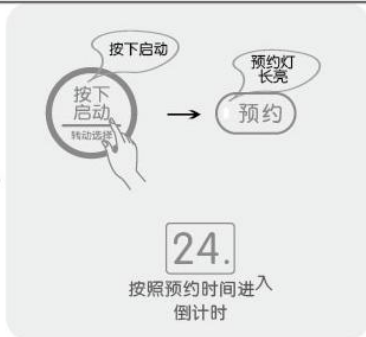 按下启动
预约灯
长亮
按下
启动
转动选择
预约
24.
按照预约时间进入
倒计时